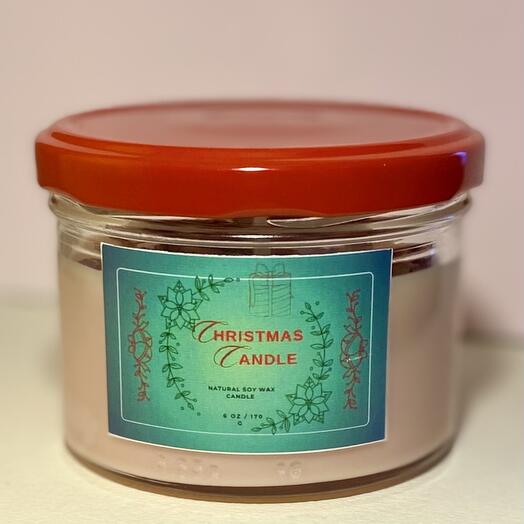 CHRISTMAS
CANDLE
NATURAL SOY WAX
CANDLE
6 OZ / 170
G